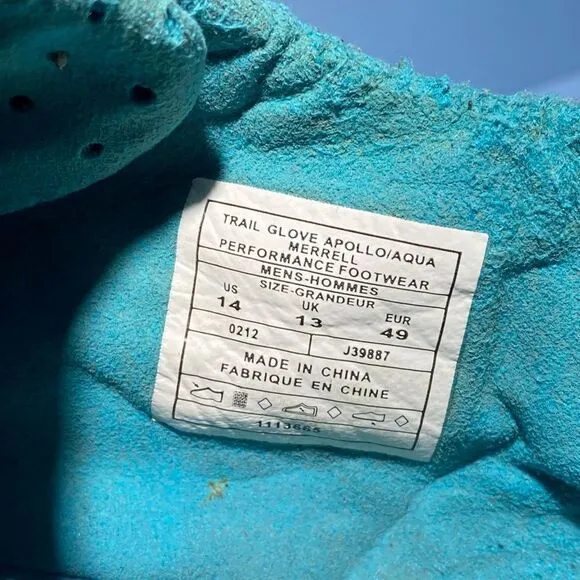 TRAIL GLOVE APOLLO/AQUA
MERRELL
PERFORMANCE FOOTWEAR
MENS-HOMMES
SIZE-GRANDEUR
US UK EUR
14 13 49
0212 J39887
MADE IN CHINA
FABRIQUE EN CHINE